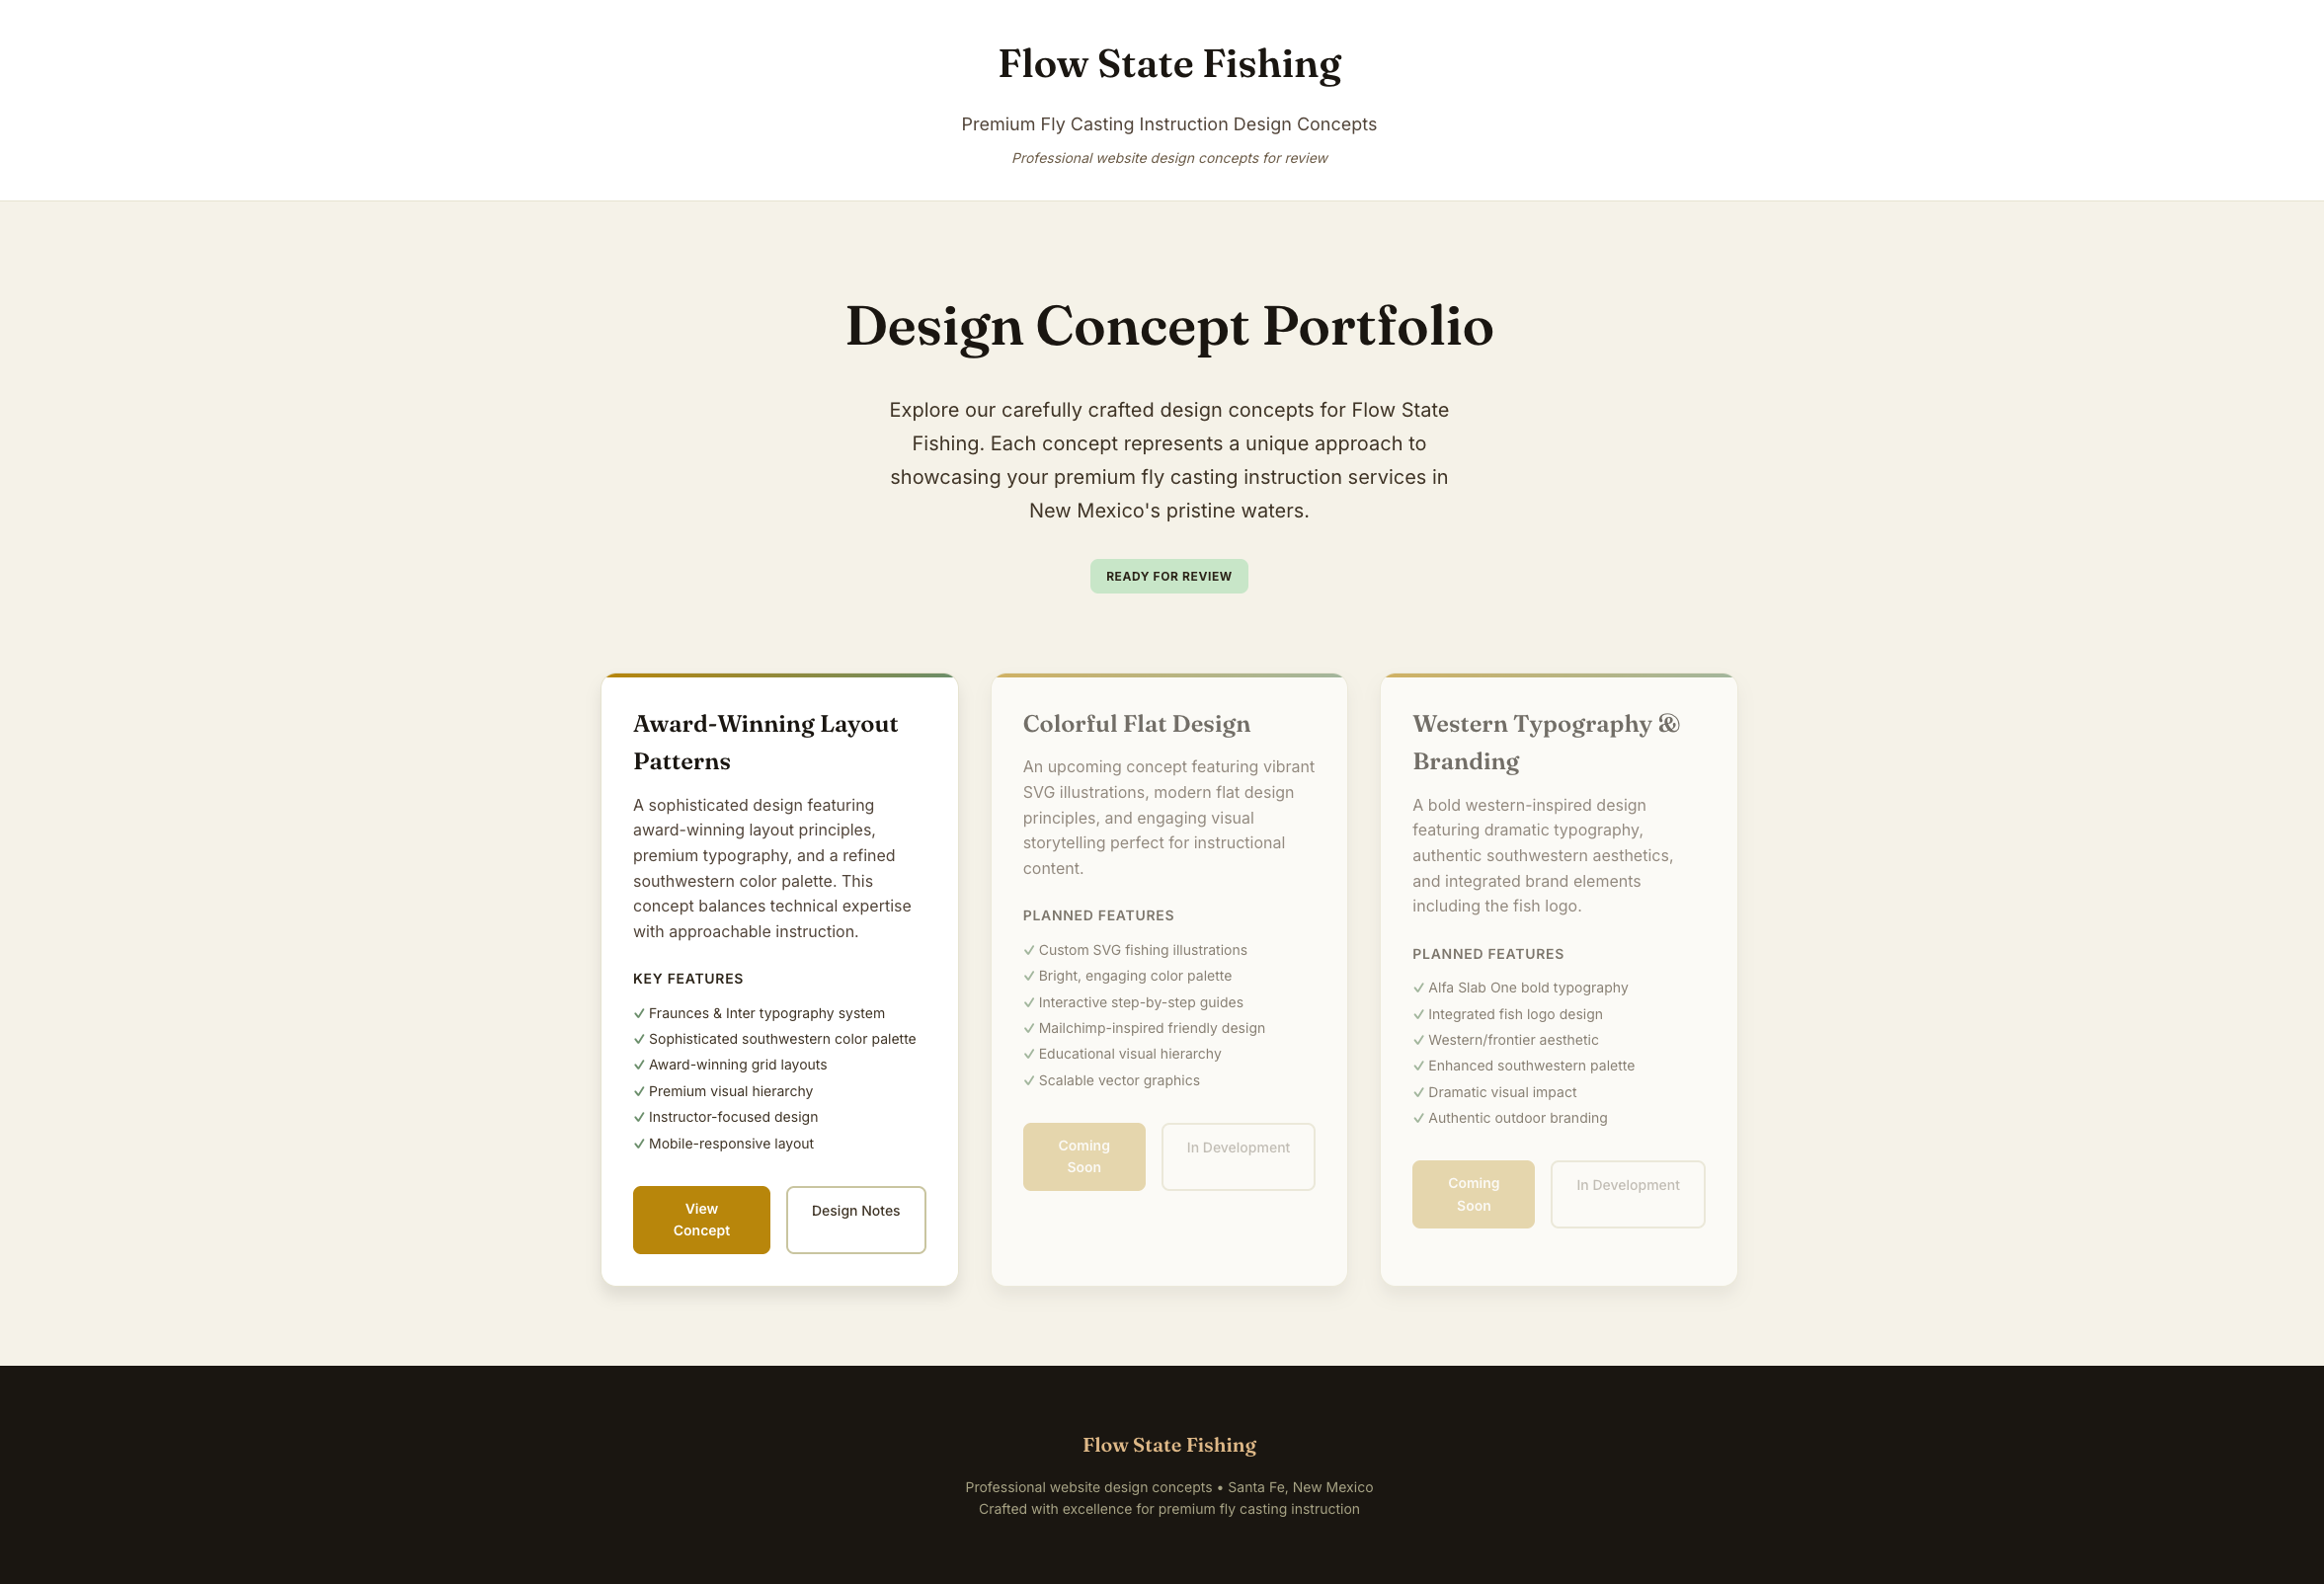 Flow State Fishing
Premium Fly Casting Instruction Design Concepts
Professional website design concepts for review
Design Concept Portfolio
Explore our carefully crafted design concepts for Flow State
Fishing. Each concept represents a unique approach to
showcasing your premium fly casting instruction services in
New Mexico's pristine waters.
READY FOR REVIEW
Award-Winning Layout
Patterns
A sophisticated design featuring
award-winning layout principles,
premium typography, and a refined
southwestern color palette. This
concept balances technical expertise
with approachable instruction.
KEY FEATURES
✓ Fraunces & Inter typography system
✓ Sophisticated southwestern color palette
✓ Award-winning grid layouts
✓ Premium visual hierarchy
✓ Instructor-focused design
✓ Mobile-responsive layout
View
Concept
Design Notes
Colorful Flat Design
An upcoming concept featuring vibrant
SVG illustrations, modern flat design
principles, and engaging visual
storytelling perfect for instructional
content.
PLANNED FEATURES
✓ Custom SVG fishing illustrations
✓ Bright, engaging color palette
✓ Interactive step-by-step guides
✓ Mailchimp-inspired friendly design
✓ Educational visual hierarchy
✓ Scalable vector graphics
Coming
Soon
In Development
Western Typography &
Branding
A bold western-inspired design
featuring dramatic typography,
authentic southwestern aesthetics,
and integrated brand elements
including the fish logo.
PLANNED FEATURES
✓ Alfa Slab One bold typography
✓ Integrated fish logo design
✓ Western/frontier aesthetic
✓ Enhanced southwestern palette
✓ Dramatic visual impact
✓ Authentic outdoor branding
Coming
Soon
In Development
Flow State Fishing
Professional website design concepts • Santa Fe, New Mexico
Crafted with excellence for premium fly casting instruction